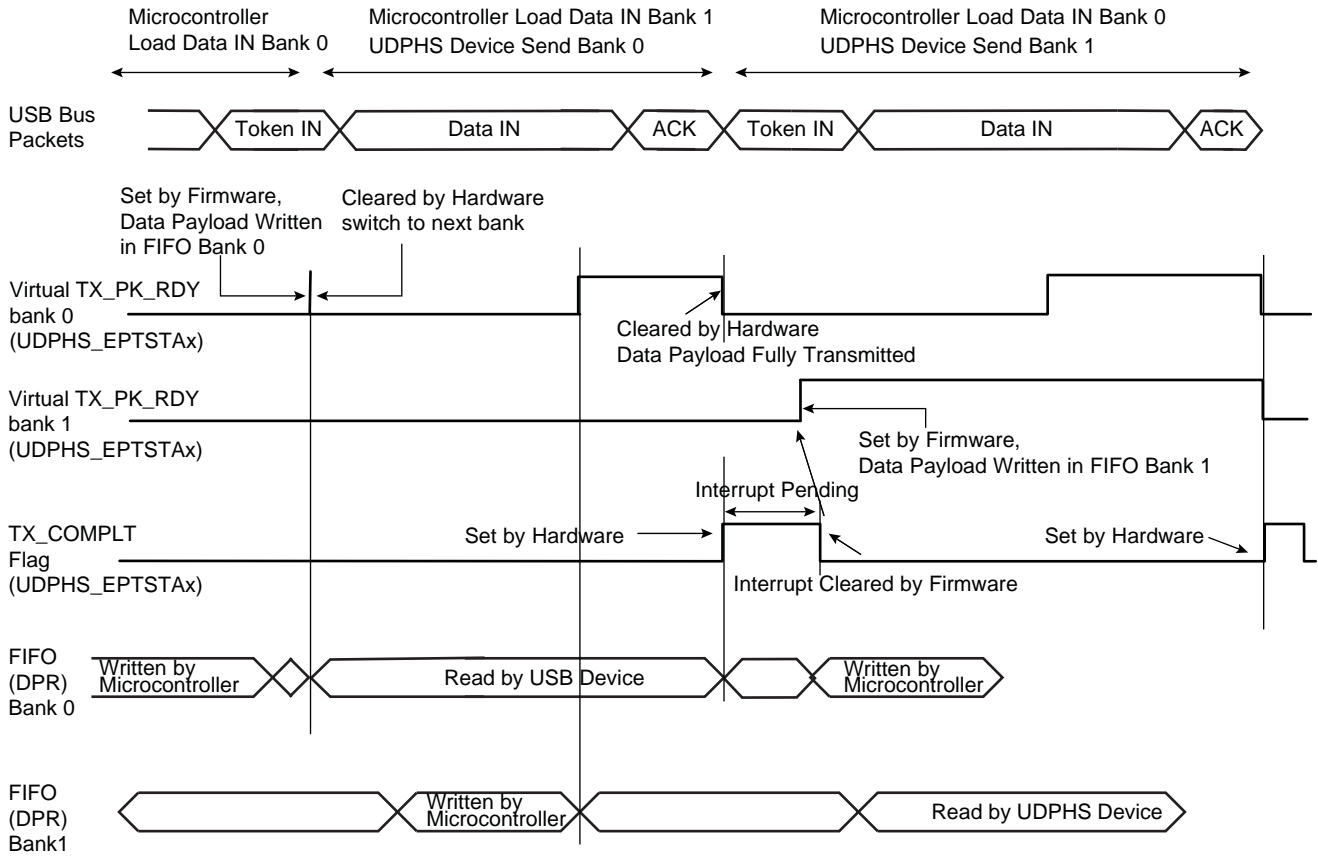 Microcontroller
Load Data IN Bank 0
Microcontroller Load Data IN Bank 1
UDPHS Device Send Bank 0
Microcontroller Load Data IN Bank 0
UDPHS Device Send Bank 1
USB Bus
Packets
Token IN
Data IN
ACK
Token IN
Data IN
ACK
Set by Firmware,
Data Payload Written
in FIFO Bank 0
Cleared by Hardware
switch to next bank
Virtual TX_PK_RDY
bank 0
(UDPHS_EPTSTAx)
Cleared by Hardware
Data Payload Fully Transmitted
Virtual TX_PK_RDY
bank 1
(UDPHS_EPTSTAx)
Set by Firmware,
Data Payload Written in FIFO Bank 1
Interrupt Pending
TX_COMPLT
Flag
(UDPHS_EPTSTAx)
Set by Hardware
Set by Hardware
Interrupt Cleared by Firmware
FIFO
(DPR)
Bank 0
Written by
Microcontroller
Read by USB Device
Written by
Microcontroller
FIFO
(DPR)
Bank1
Written by
Microcontroller
Read by UDPHS Device